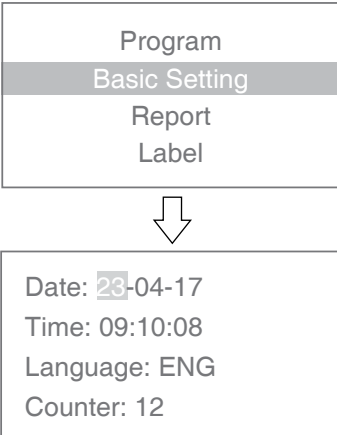 Program
Basic Setting
Report
Label
Date: 23-04-17
Time: 09:10:08
Language: ENG
Counter: 12